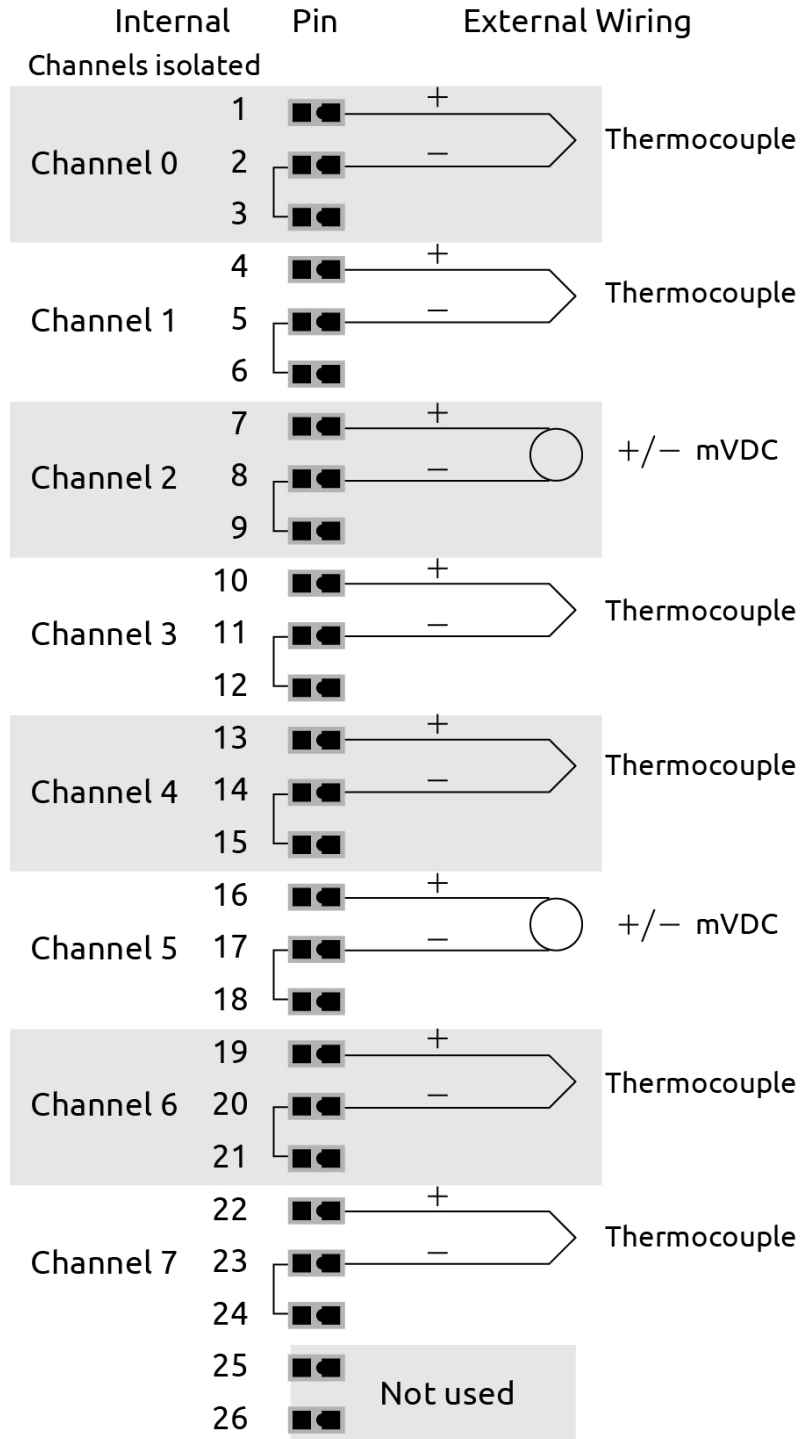 Internal Pin External Wiring
Channels isolated
1 +
Thermocouple
Channel 0 2 −
3
4 +
Thermocouple
Channel 1 5 −
6
7 +
+/− mVDC
Channel 2 8 −
9
10 +
Thermocouple
Channel 3 11 −
12
13 +
Thermocouple
Channel 4 14 −
15
16 +
+/− mVDC
Channel 5 17 −
18
19 +
Thermocouple
Channel 6 20 −
21
22 +
Thermocouple
Channel 7 23 −
24
25
Not used
26